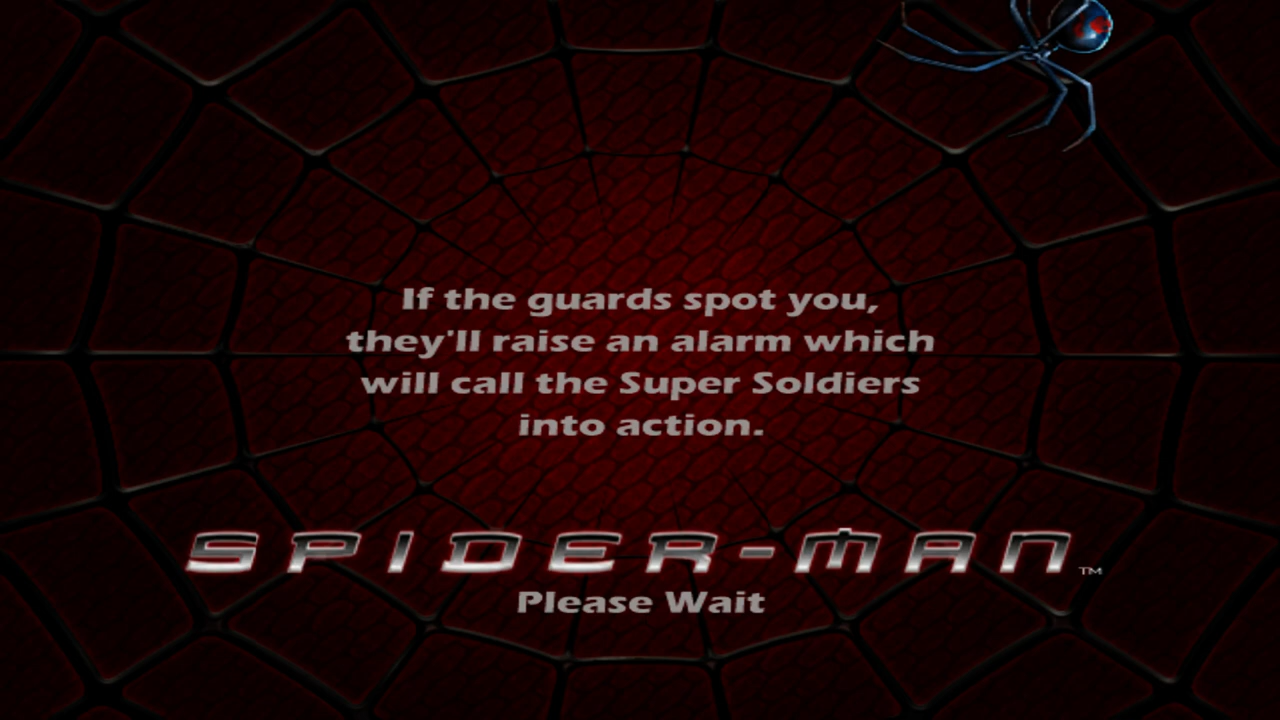 If the guards spot you,
they'll raise an alarm which
will call the Super Soldiers
into action.
SPIDER-MAN™
Please Wait